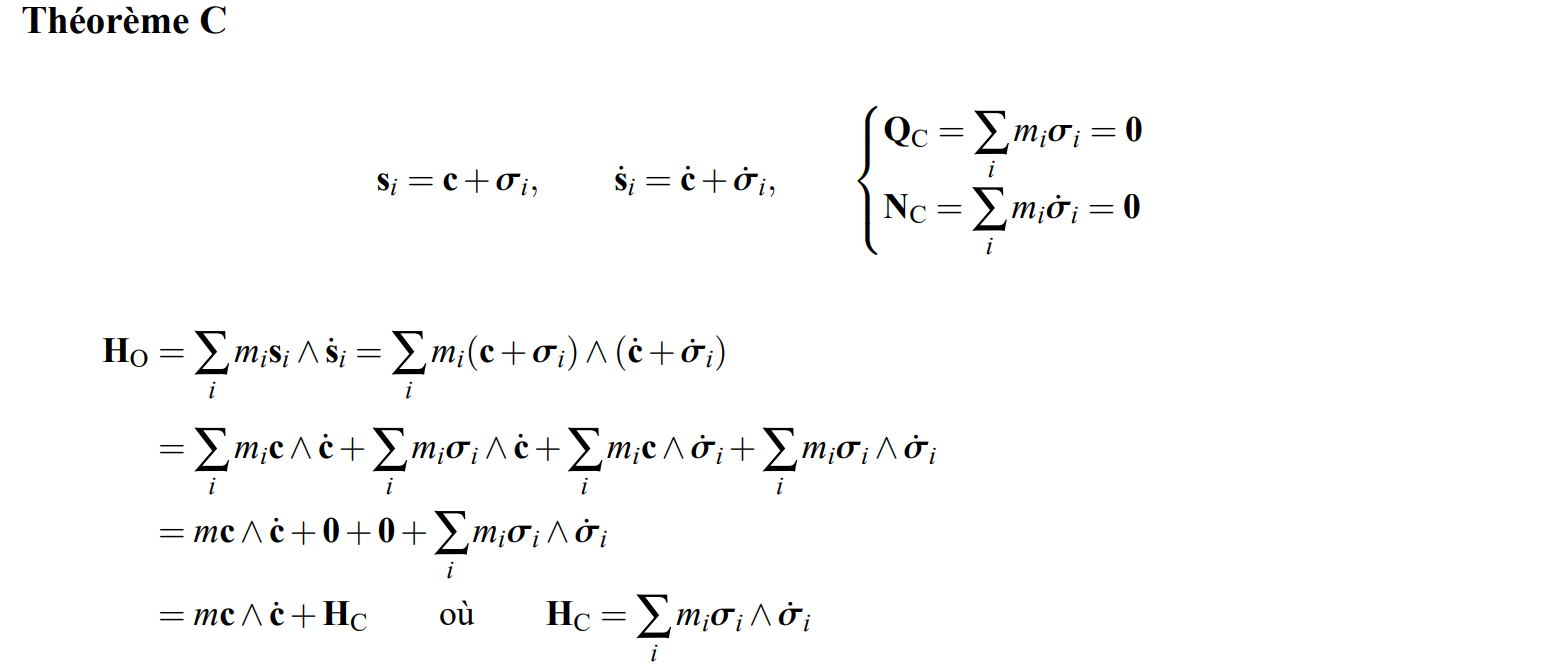 Théorème C
𝐬ᵢ = 𝐜 + 𝛔ᵢ,  𝐬̇ᵢ = 𝐜̇ + 𝛔̇ᵢ,  { 𝐐_C = ∑ᵢ mᵢ𝛔ᵢ = 𝟎
𝐍_C = ∑ᵢ mᵢ𝛔̇ᵢ = 𝟎
𝐇_O = ∑ᵢ mᵢ𝐬ᵢ ∧ 𝐬̇ᵢ = ∑ᵢ mᵢ(𝐜 + 𝛔ᵢ) ∧ (𝐜̇ + 𝛔̇ᵢ)
= ∑ᵢ mᵢ𝐜 ∧ 𝐜̇ + ∑ᵢ mᵢ𝛔ᵢ ∧ 𝐜̇ + ∑ᵢ mᵢ𝐜 ∧ 𝛔̇ᵢ + ∑ᵢ mᵢ𝛔ᵢ ∧ 𝛔̇ᵢ
= m𝐜 ∧ 𝐜̇ + 𝟎 + 𝟎 + ∑ᵢ mᵢ𝛔ᵢ ∧ 𝛔̇ᵢ
= m𝐜 ∧ 𝐜̇ + 𝐇_C  où  𝐇_C = ∑ᵢ mᵢ𝛔ᵢ ∧ 𝛔̇ᵢ